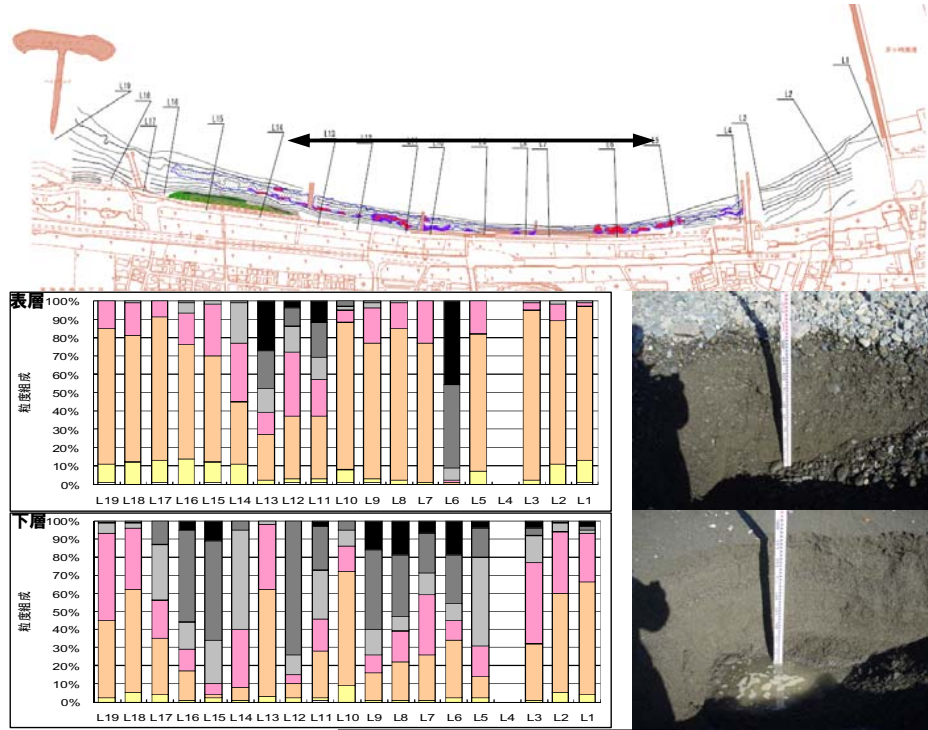 L19
L18
L17
L16
L15
L14
L13
L7
L5
L4
L3
L2
L1
表層
粒度組成
100%
90%
80%
70%
60%
50%
40%
30%
20%
10%
0%
L19 L18 L17 L16 L15 L14 L13 L12 L11 L10 L9 L8 L7 L6 L5 L4 L3 L2 L1
下層
粒度組成
100%
90%
80%
70%
60%
50%
40%
30%
20%
10%
0%
L19 L18 L17 L16 L15 L14 L13 L12 L11 L10 L9 L8 L7 L6 L5 L4 L3 L2 L1